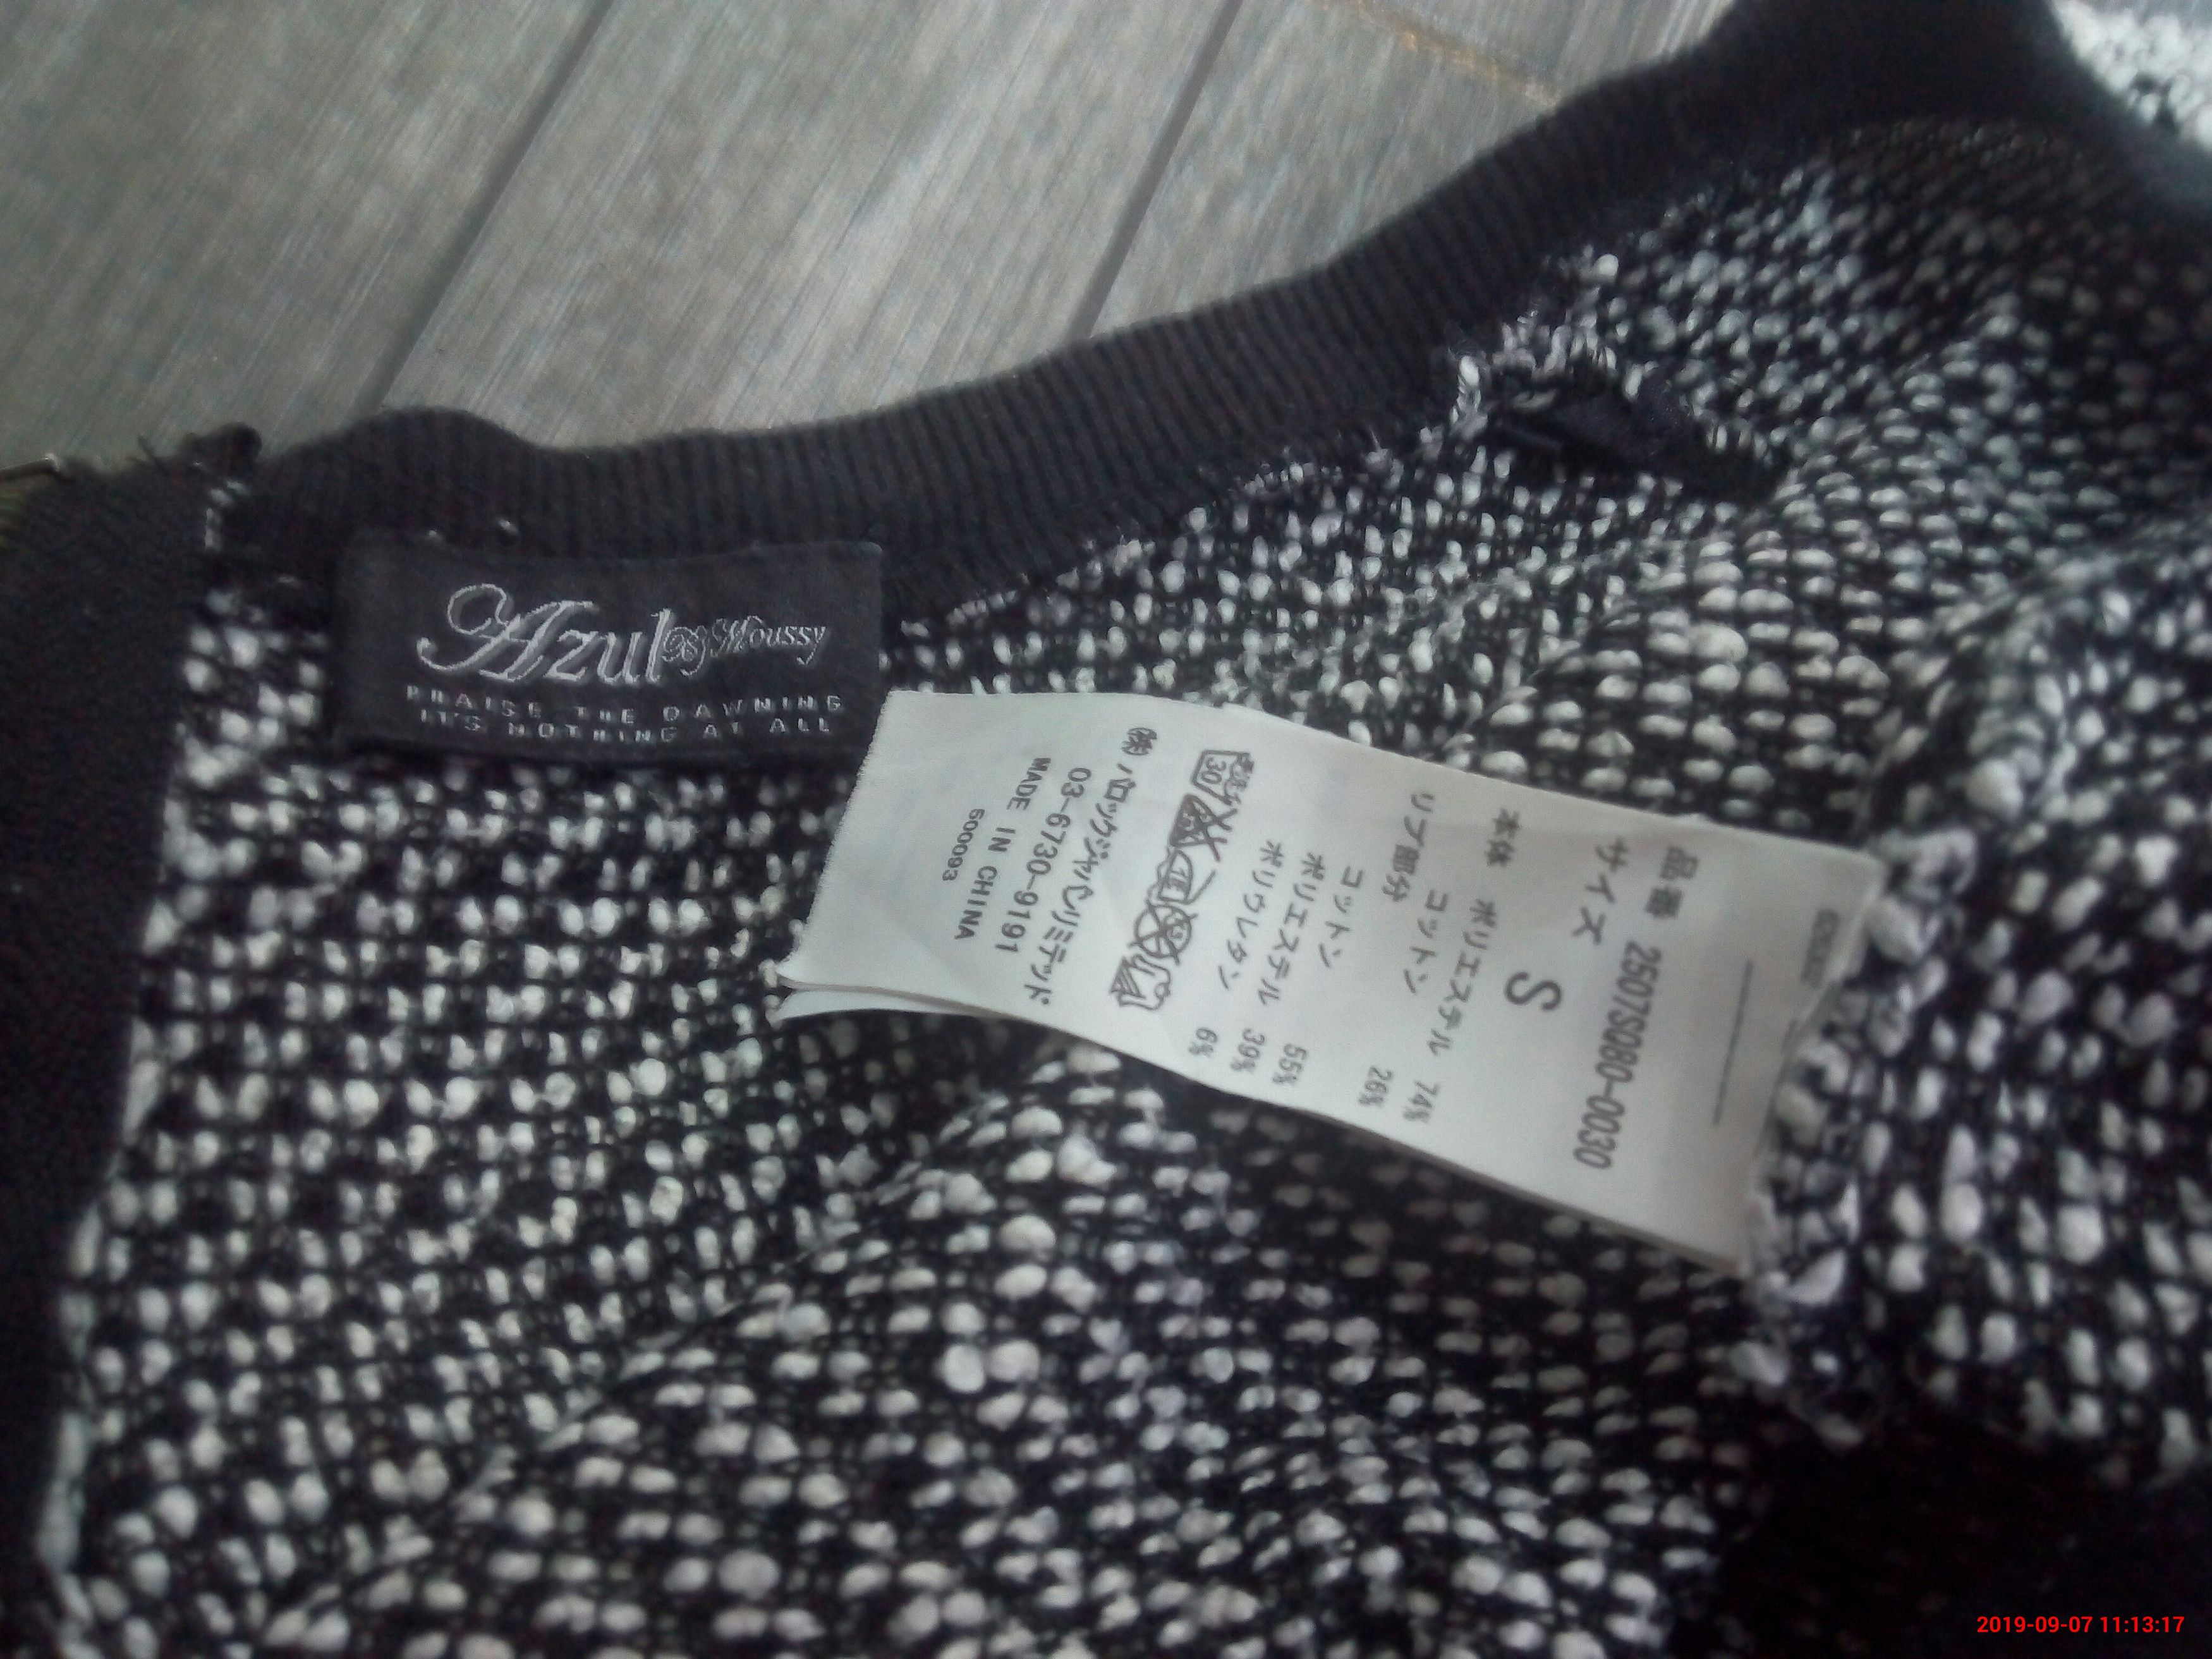 Azul By Moussy
PRAISE THE DAWNING
IT'S NOTHING AT ALL
品番 2507SQ80-0030
サイズ S
本体 ポリエステル 74%
コットン 26%
リブ部分
コットン 55%
ポリエステル 39%
ポリウレタン 6%
30
㈱バロックジャパンリミテッド
03-6730-9191
MADE IN CHINA
600093
2019-09-07 11:13:17